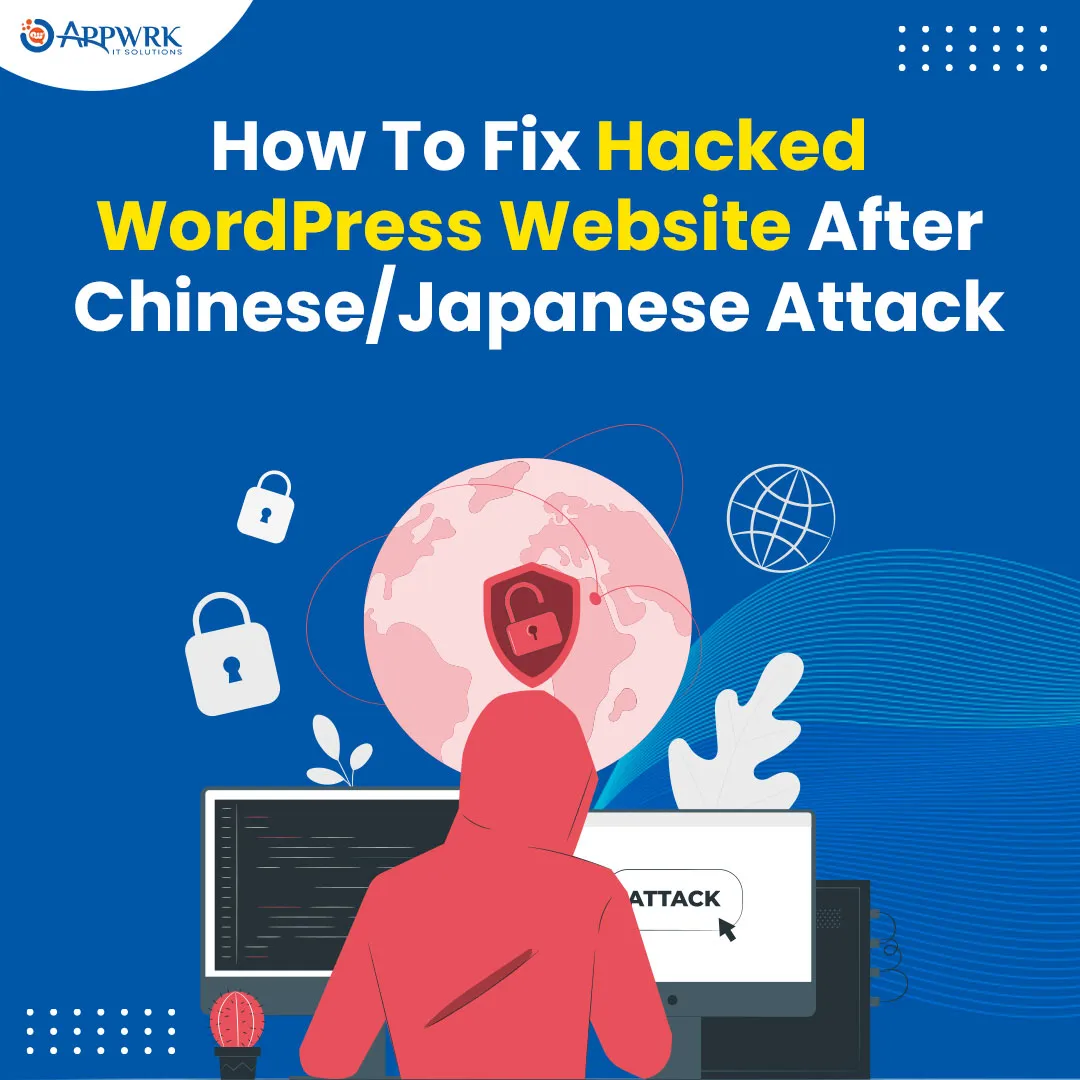 APPWRK
IT SOLUTIONS
How To Fix Hacked
WordPress Website After
Chinese/Japanese Attack
ATTACK